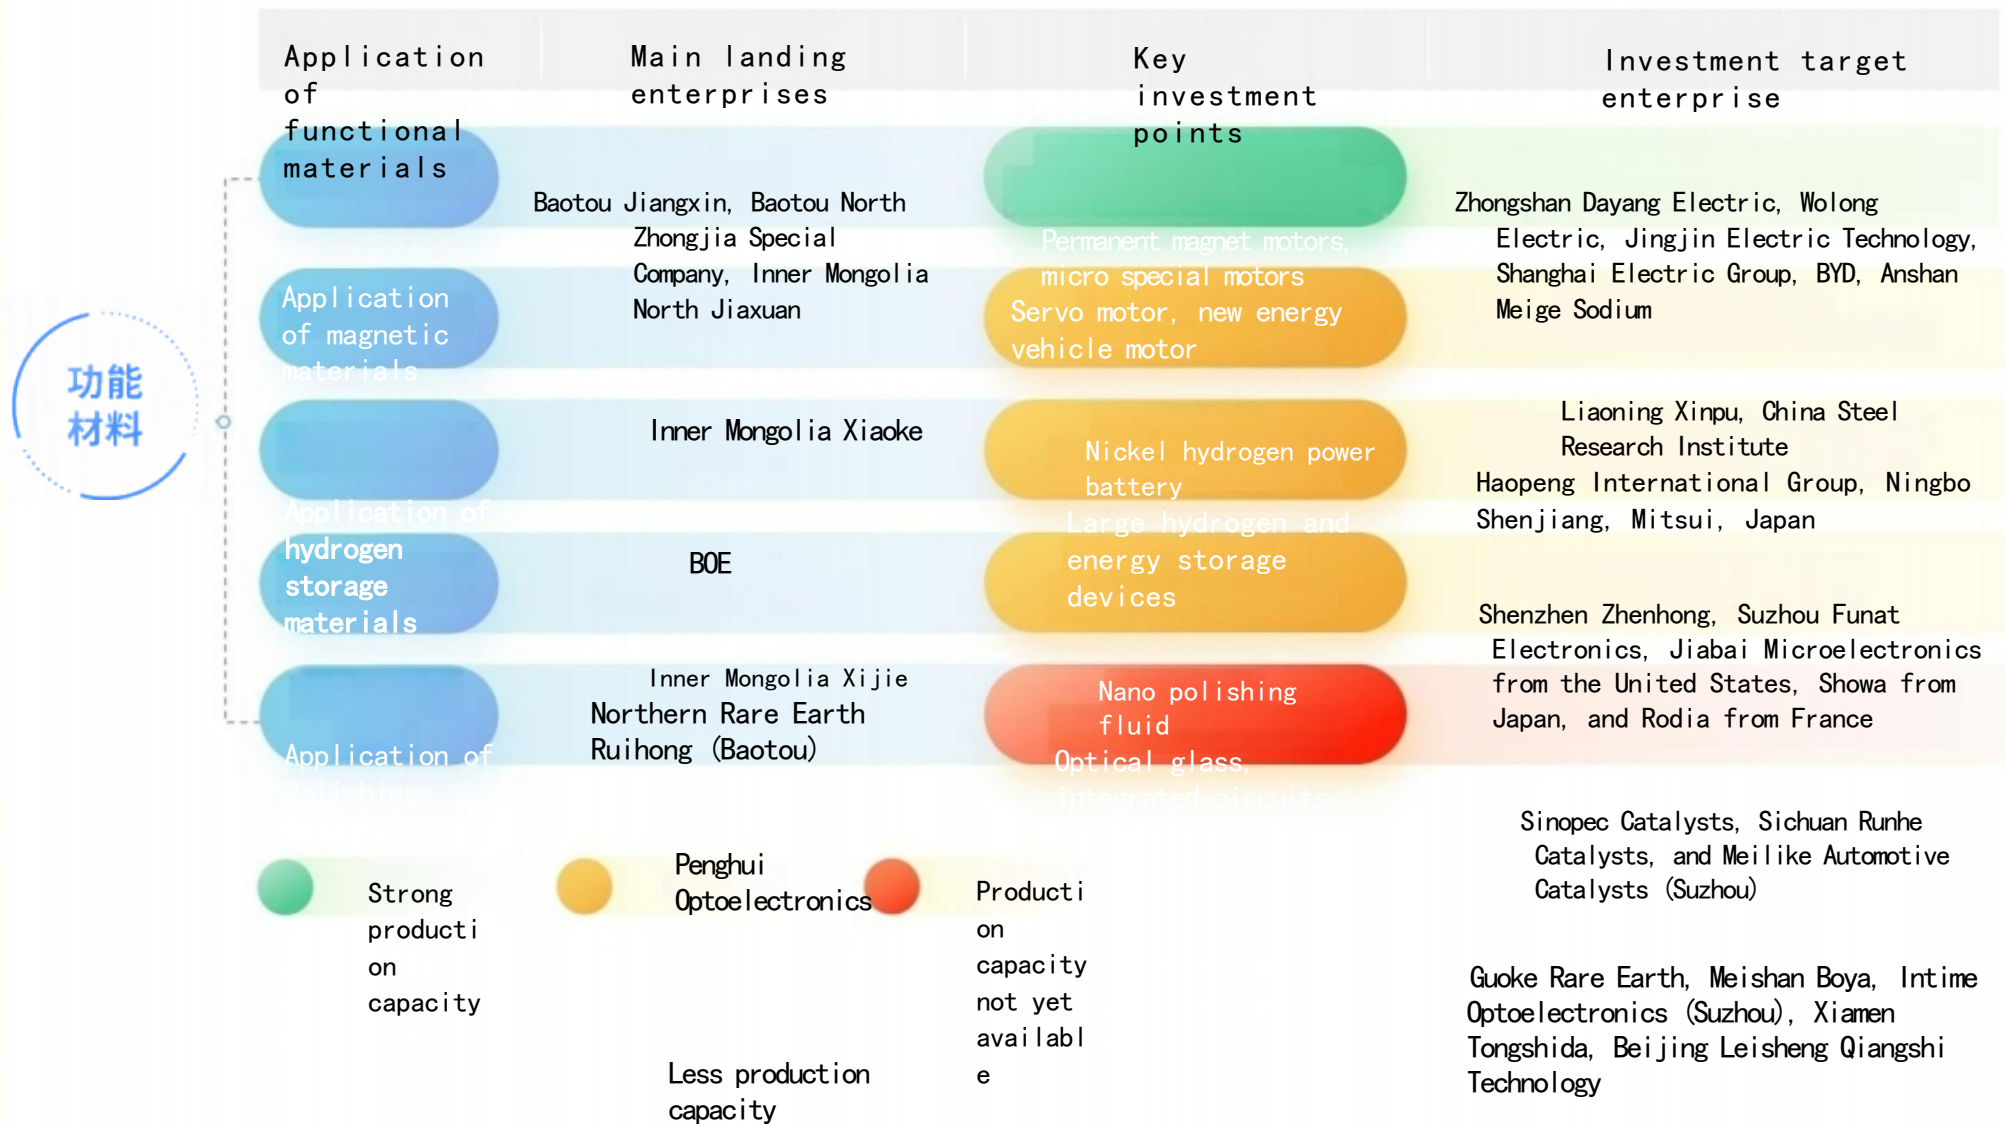 Application
of
functional
materials
Main landing
enterprises
Key
investment
points
Investment target
enterprise
功能
材料
Application
of magnetic
materials
Application of
hydrogen
storage
materials
Application of
Polishing
Baotou Jiangxin, Baotou North
Zhongjia Special
Company, Inner Mongolia
North Jiaxuan
Inner Mongolia Xiaoke
BOE
Inner Mongolia Xijie
Northern Rare Earth
Ruihong (Baotou)
Penghui
Optoelectronics
Permanent magnet motors,
micro special motors
Servo motor, new energy
vehicle motor
Nickel hydrogen power
battery
Large hydrogen and
energy storage
devices
Nano polishing
fluid
Optical glass,
integrated circuits
Zhongshan Dayang Electric, Wolong
Electric, Jingjin Electric Technology,
Shanghai Electric Group, BYD, Anshan
Meige Sodium
Liaoning Xinpu, China Steel
Research Institute
Haopeng International Group, Ningbo
Shenjiang, Mitsui, Japan
Shenzhen Zhenhong, Suzhou Funat
Electronics, Jiabai Microelectronics
from the United States, Showa from
Japan, and Rodia from France
Sinopec Catalysts, Sichuan Runhe
Catalysts, and Meilike Automotive
Catalysts (Suzhou)
Guoke Rare Earth, Meishan Boya, Intime
Optoelectronics (Suzhou), Xiamen
Tongshida, Beijing Leisheng Qiangshi
Technology
Strong
producti
on
capacity
Less production
capacity
Producti
on
capacity
not yet
availabl
e